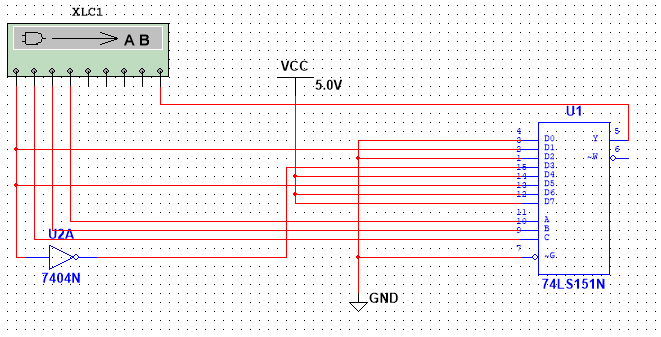 XLC1
A B
VCC
5.0V
U1
4
3
2
1
15
14
13
12
11
10
9
7
D0
D1
D2
D3
D4
D5
D6
D7
A
B
C
~G
Y
~W
5
6
74LS151N
U2A
7404N
GND